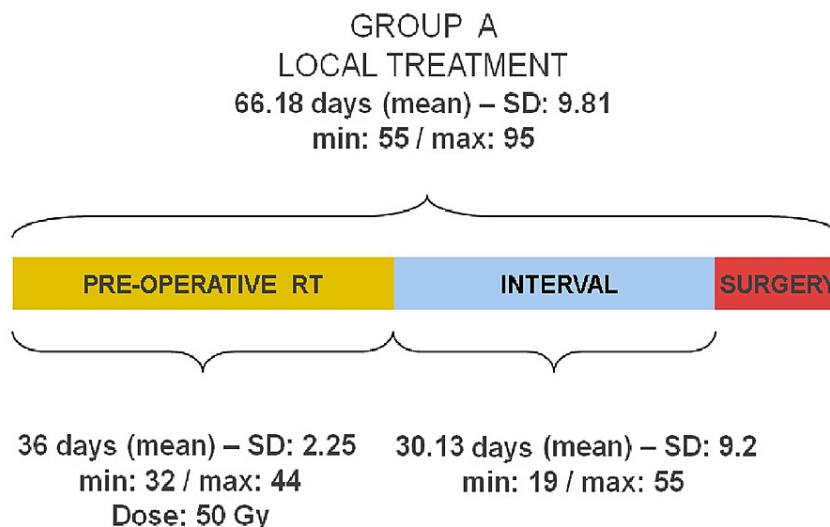 GROUP A
LOCAL TREATMENT
66.18 days (mean) – SD: 9.81
min: 55 / max: 95
PRE-OPERATIVE RT
INTERVAL
SURGERY
36 days (mean) – SD: 2.25
min: 32 / max: 44
Dose: 50 Gy
30.13 days (mean) – SD: 9.2
min: 19 / max: 55